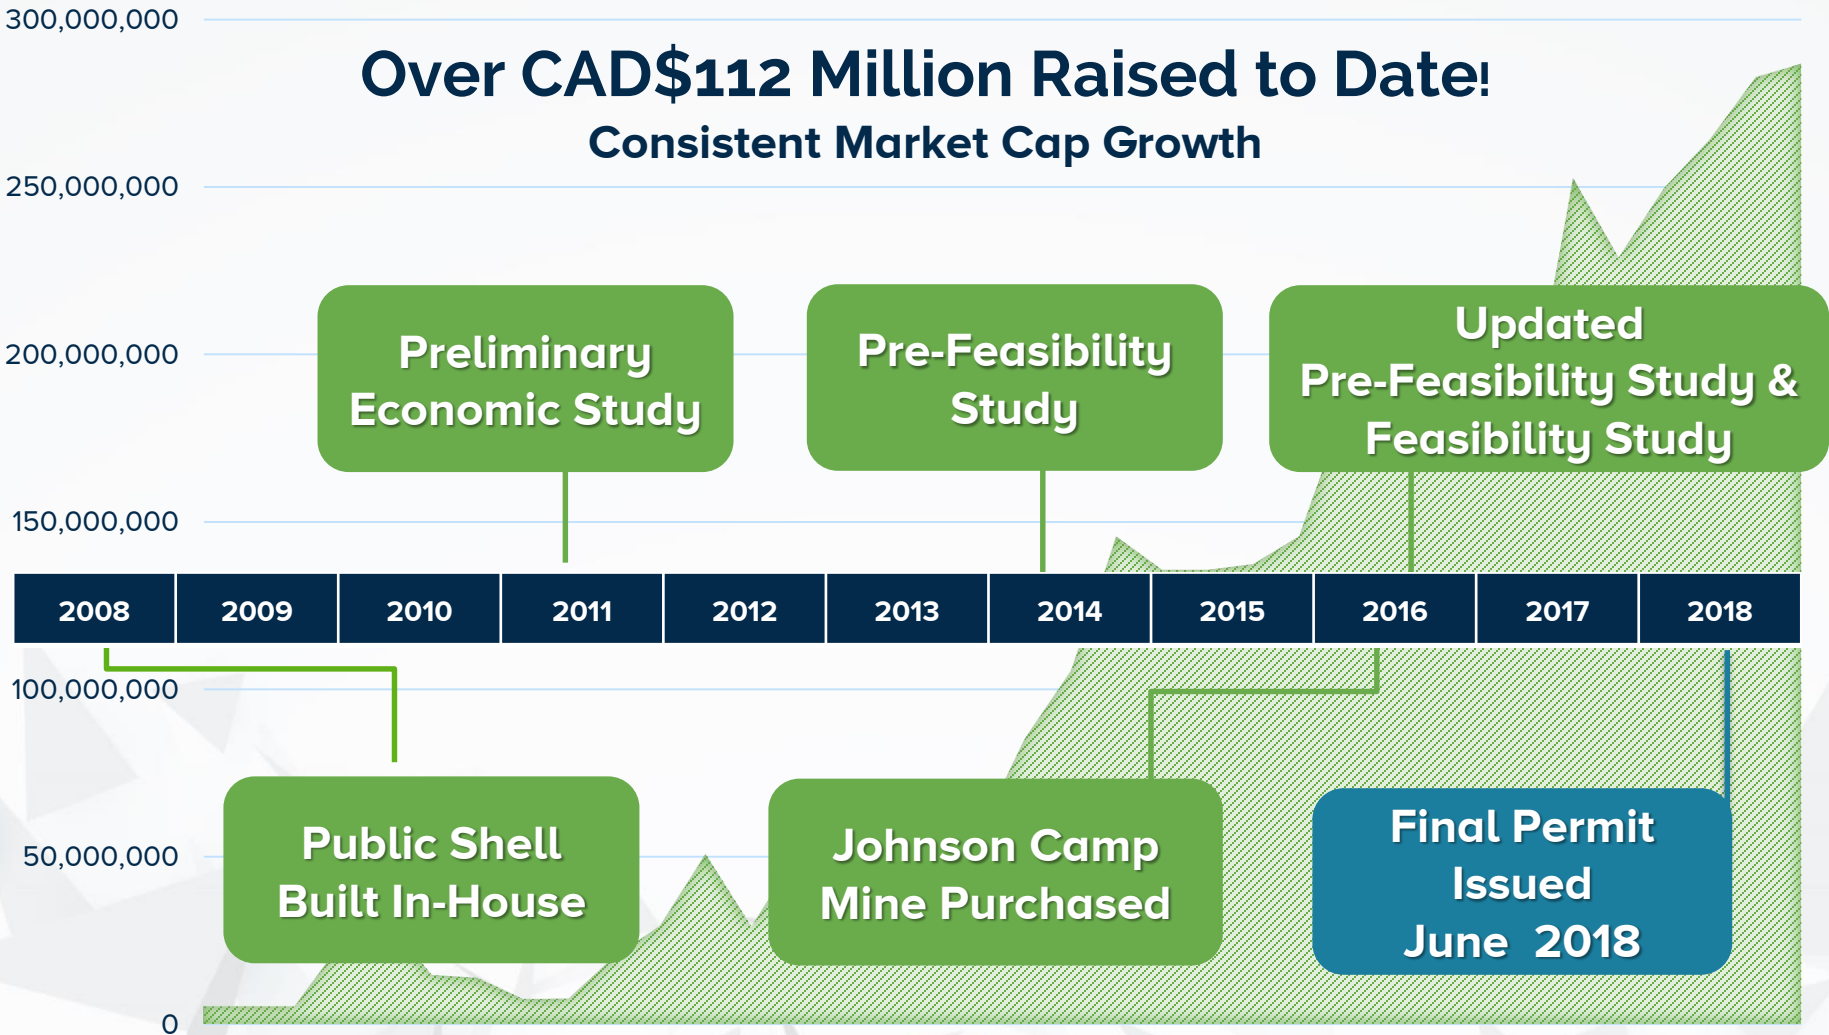 300,000,000
Over CAD$112 Million Raised to Date!
Consistent Market Cap Growth
250,000,000
200,000,000
Preliminary
Economic Study
Pre-Feasibility
Study
Updated
Pre-Feasibility Study &
Feasibility Study
150,000,000
2008 2009 2010 2011 2012 2013 2014 2015 2016 2017 2018
100,000,000
50,000,000
Public Shell
Built In-House
Johnson Camp
Mine Purchased
Final Permit
Issued
June 2018
0